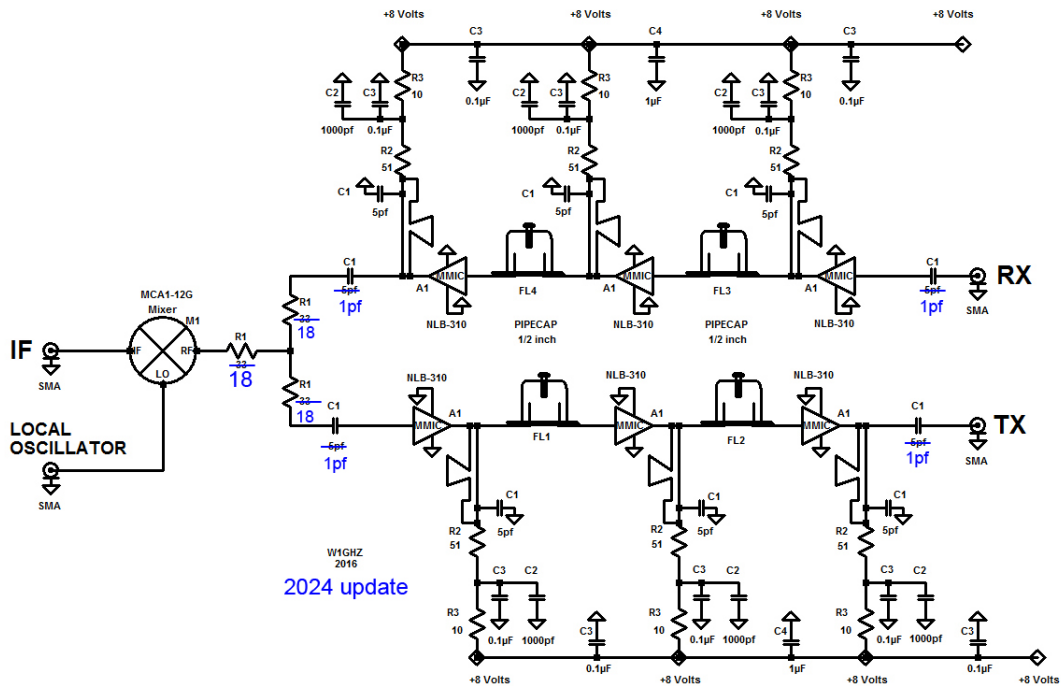 +8 Volts +8 Volts +8 Volts +8 Volts
C3 C4 C3
R3 R3 R3
C2 C3 10 C2 C3 10 C2 C3 10
0.1µF 1µF 0.1µF
1000pf 0.1µF 1000pf 0.1µF 1000pf 0.1µF
R2 R2 R2
51 51 51
C1 C1 C1
5pf 5pf 5pf
C1 MMIC MMIC MMIC C1
5pf A1 FL4 A1 FL3 A1 5pf RX
1pf 1pf SMA
MCA1-12G
Mixer
M1
R1
33
18
NLB-310 PIPECAP NLB-310 PIPECAP NLB-310
1/2 inch 1/2 inch
IF IF RF R1
33
18
SMA LO
R1
33
18
NLB-310 NLB-310 NLB-310
C1 A1 A1 A1 C1
5pf MMIC FL1 MMIC FL2 MMIC 5pf TX
1pf 1pf SMA
LOCAL
OSCILLATOR
SMA
C1 C1 C1
R2 5pf R2 5pf R2 5pf
51 51 51
W1GHZ
2016
2024 update
C3 C2 C3 C2 C3 C2
R3 R3 R3
10 0.1µF 1000pf 10 0.1µF 1000pf 10 0.1µF 1000pf
C3 C4 C3
0.1µF 1µF 0.1µF
+8 Volts +8 Volts +8 Volts +8 Volts